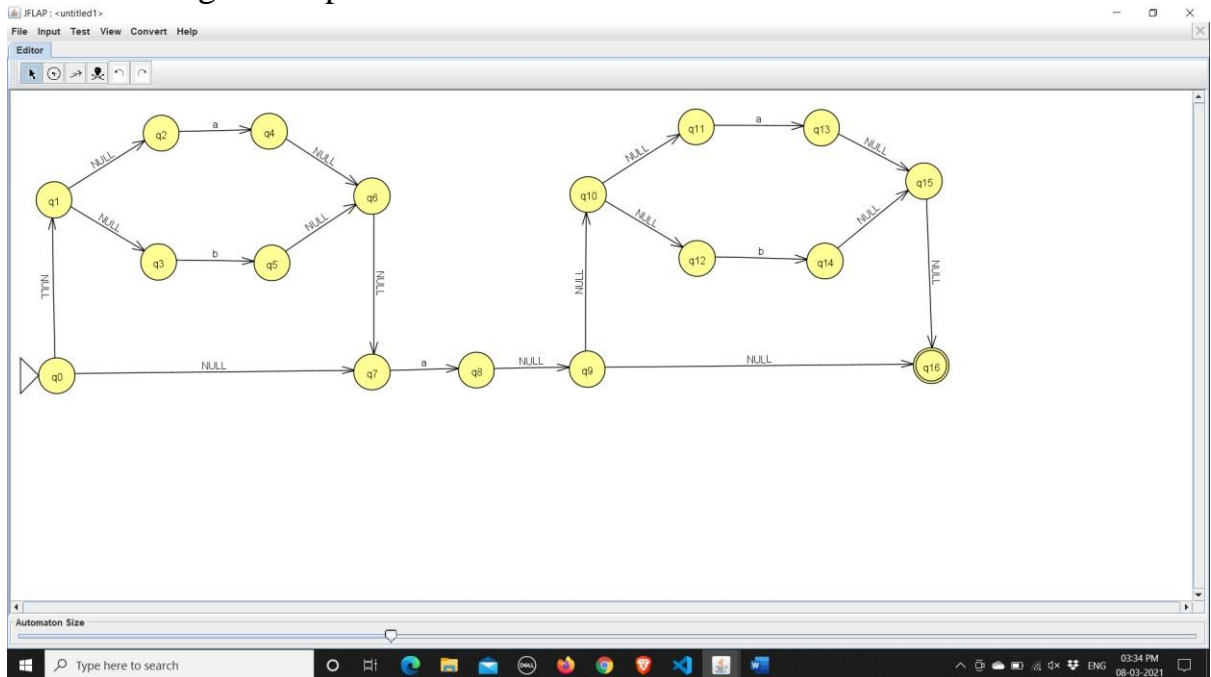 JFLAP : <untitled1>
File Input Test View Convert Help
Editor
a
a
q2
q4
q11
q13
NULL
NULL
NULL
NULL
q1
q6
q10
q15
NULL
NULL
NULL
NULL
q3
b
q5
q12
b
q14
NULL
NULL
NULL
NULL
q0
NULL
q7
a
q8
NULL
q9
NULL
q16
Automaton Size
Type here to search
ENG
03:34 PM
08-03-2021